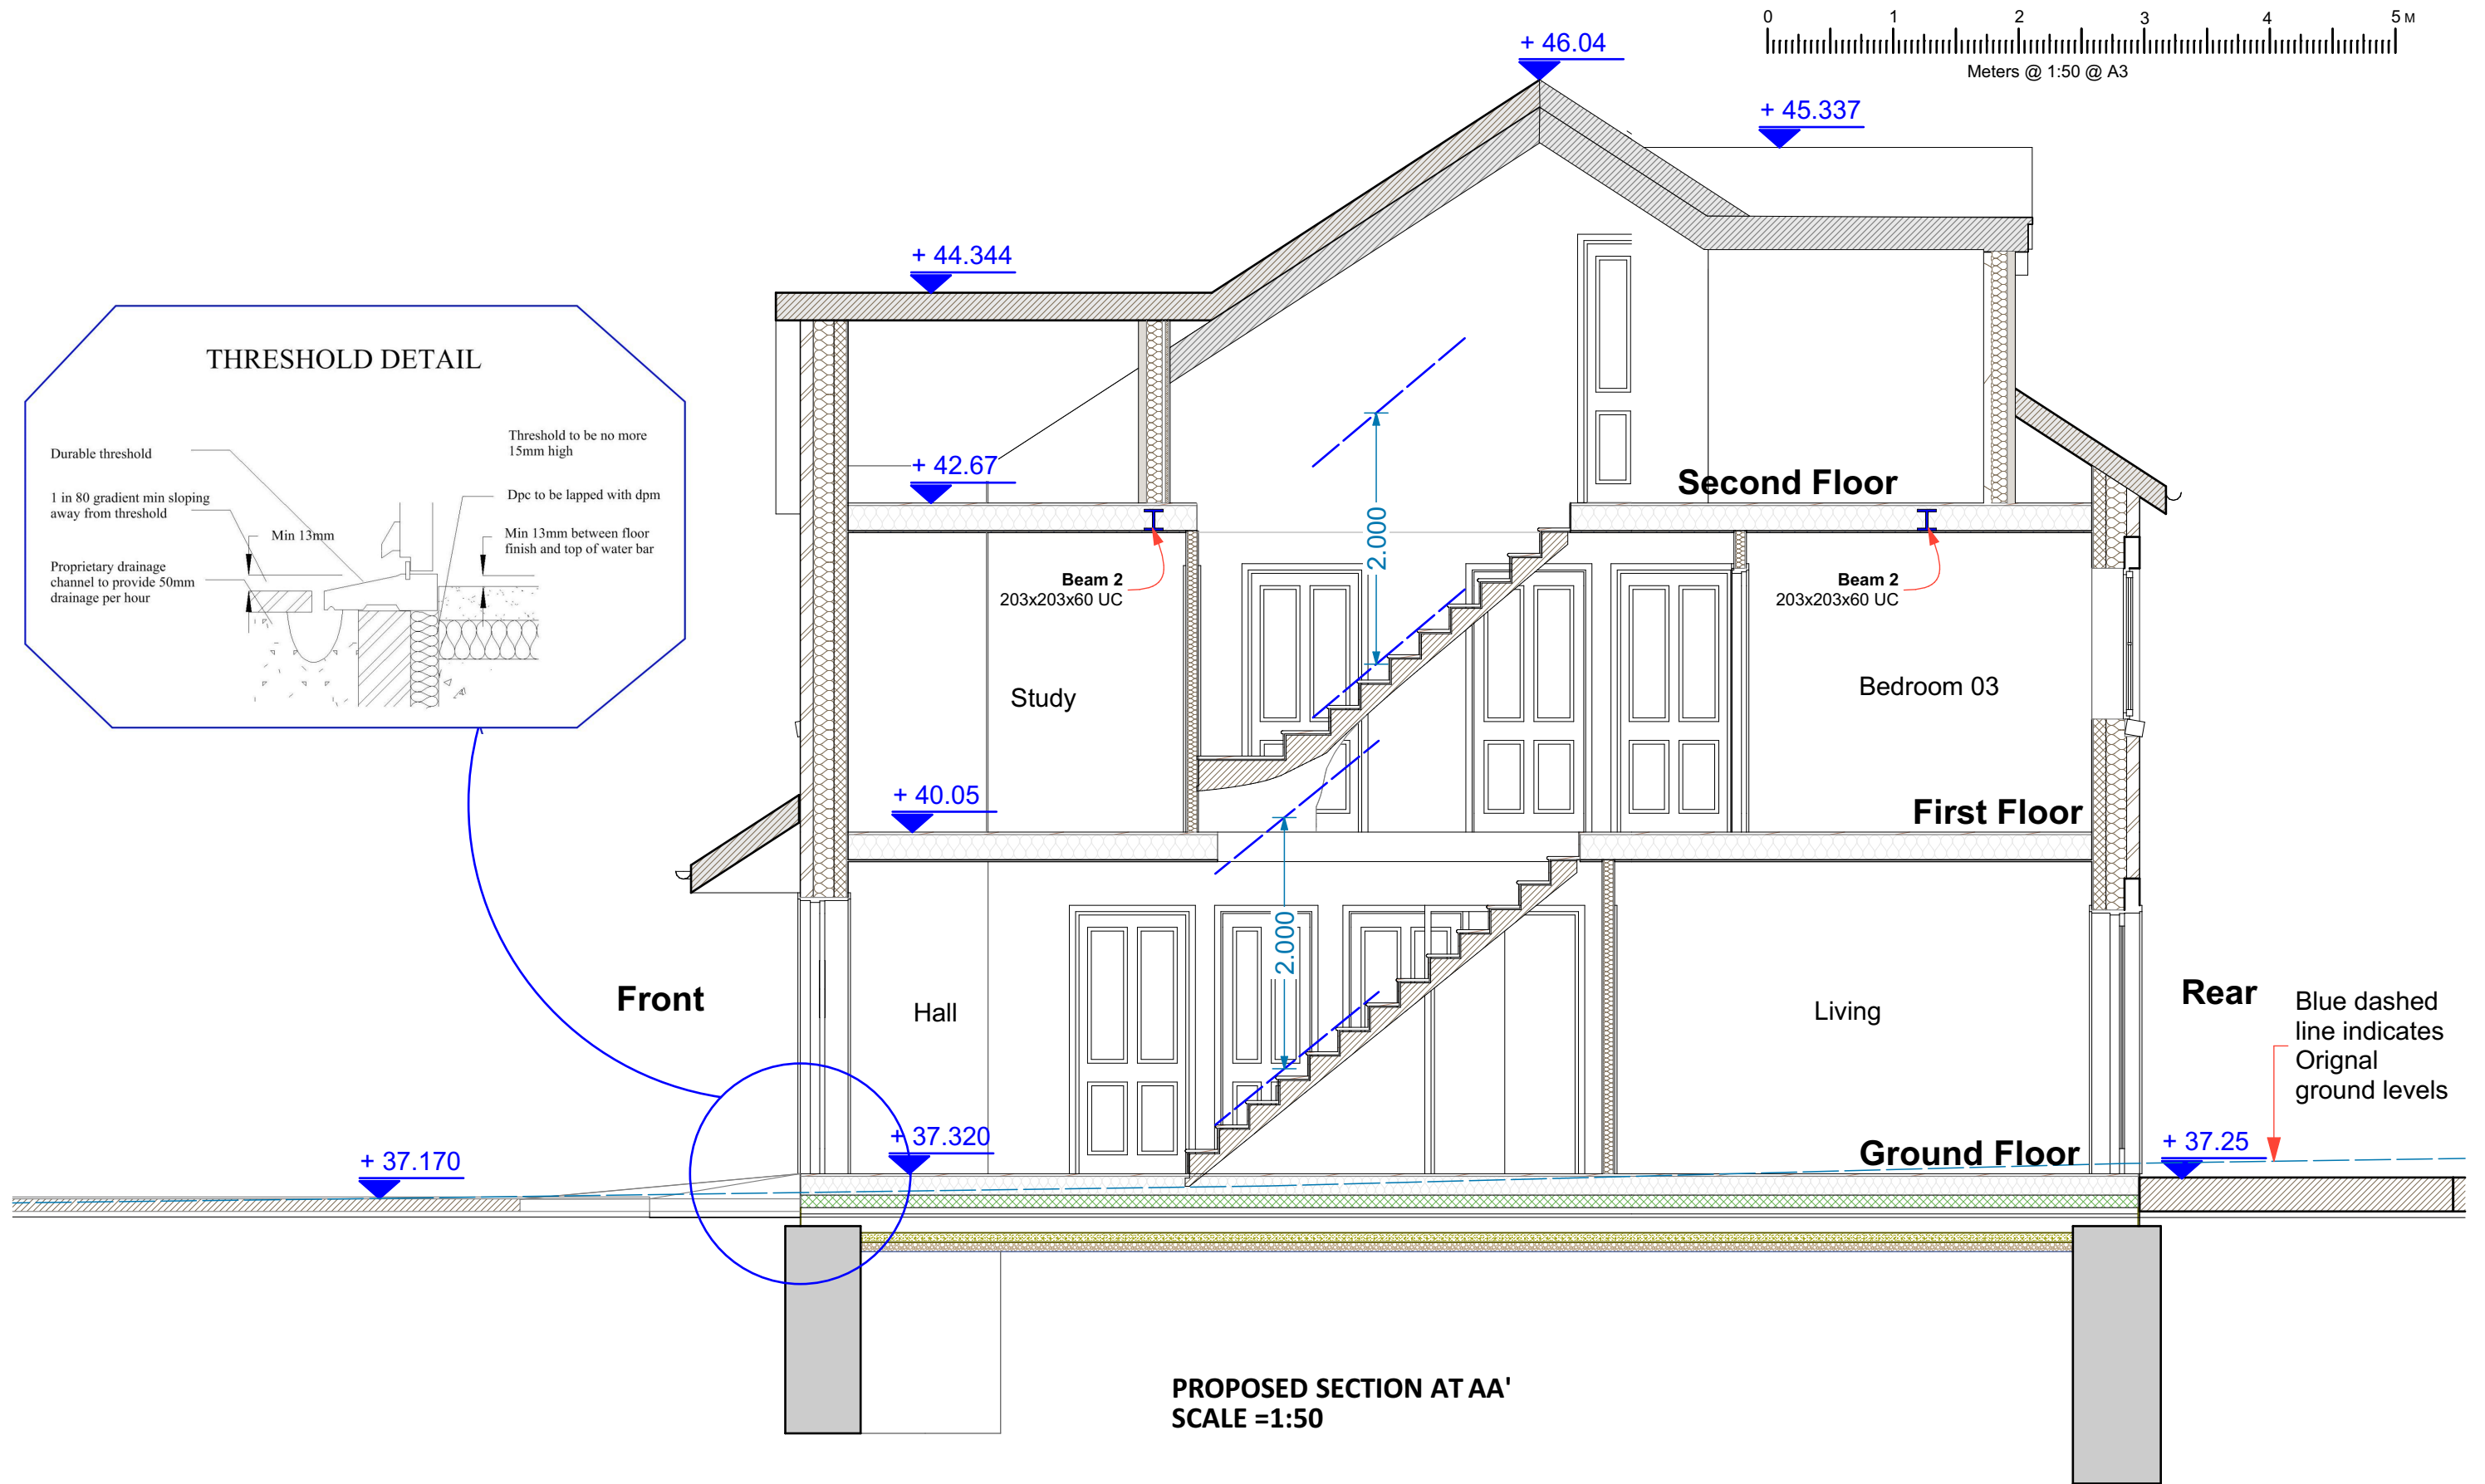 0 1 2 3 4 5 M
Meters @ 1:50 @ A3
+ 46.04
+ 45.337
+ 44.344
THRESHOLD DETAIL
Durable threshold
1 in 80 gradient min sloping
away from threshold
Min 13mm
Proprietary drainage
channel to provide 50mm
drainage per hour
Threshold to be no more
15mm high
Dpc to be lapped with dpm
Min 13mm between floor
finish and top of water bar
+ 42.67
Second Floor
2.000
Beam 2
203x203x60 UC
Beam 2
203x203x60 UC
Study
Bedroom 03
+ 40.05
First Floor
2.000
Front
Hall
Living
Rear
Blue dashed
line indicates
Orignal
ground levels
+ 37.170
+ 37.320
Ground Floor
+ 37.25
PROPOSED SECTION AT AA'
SCALE =1:50